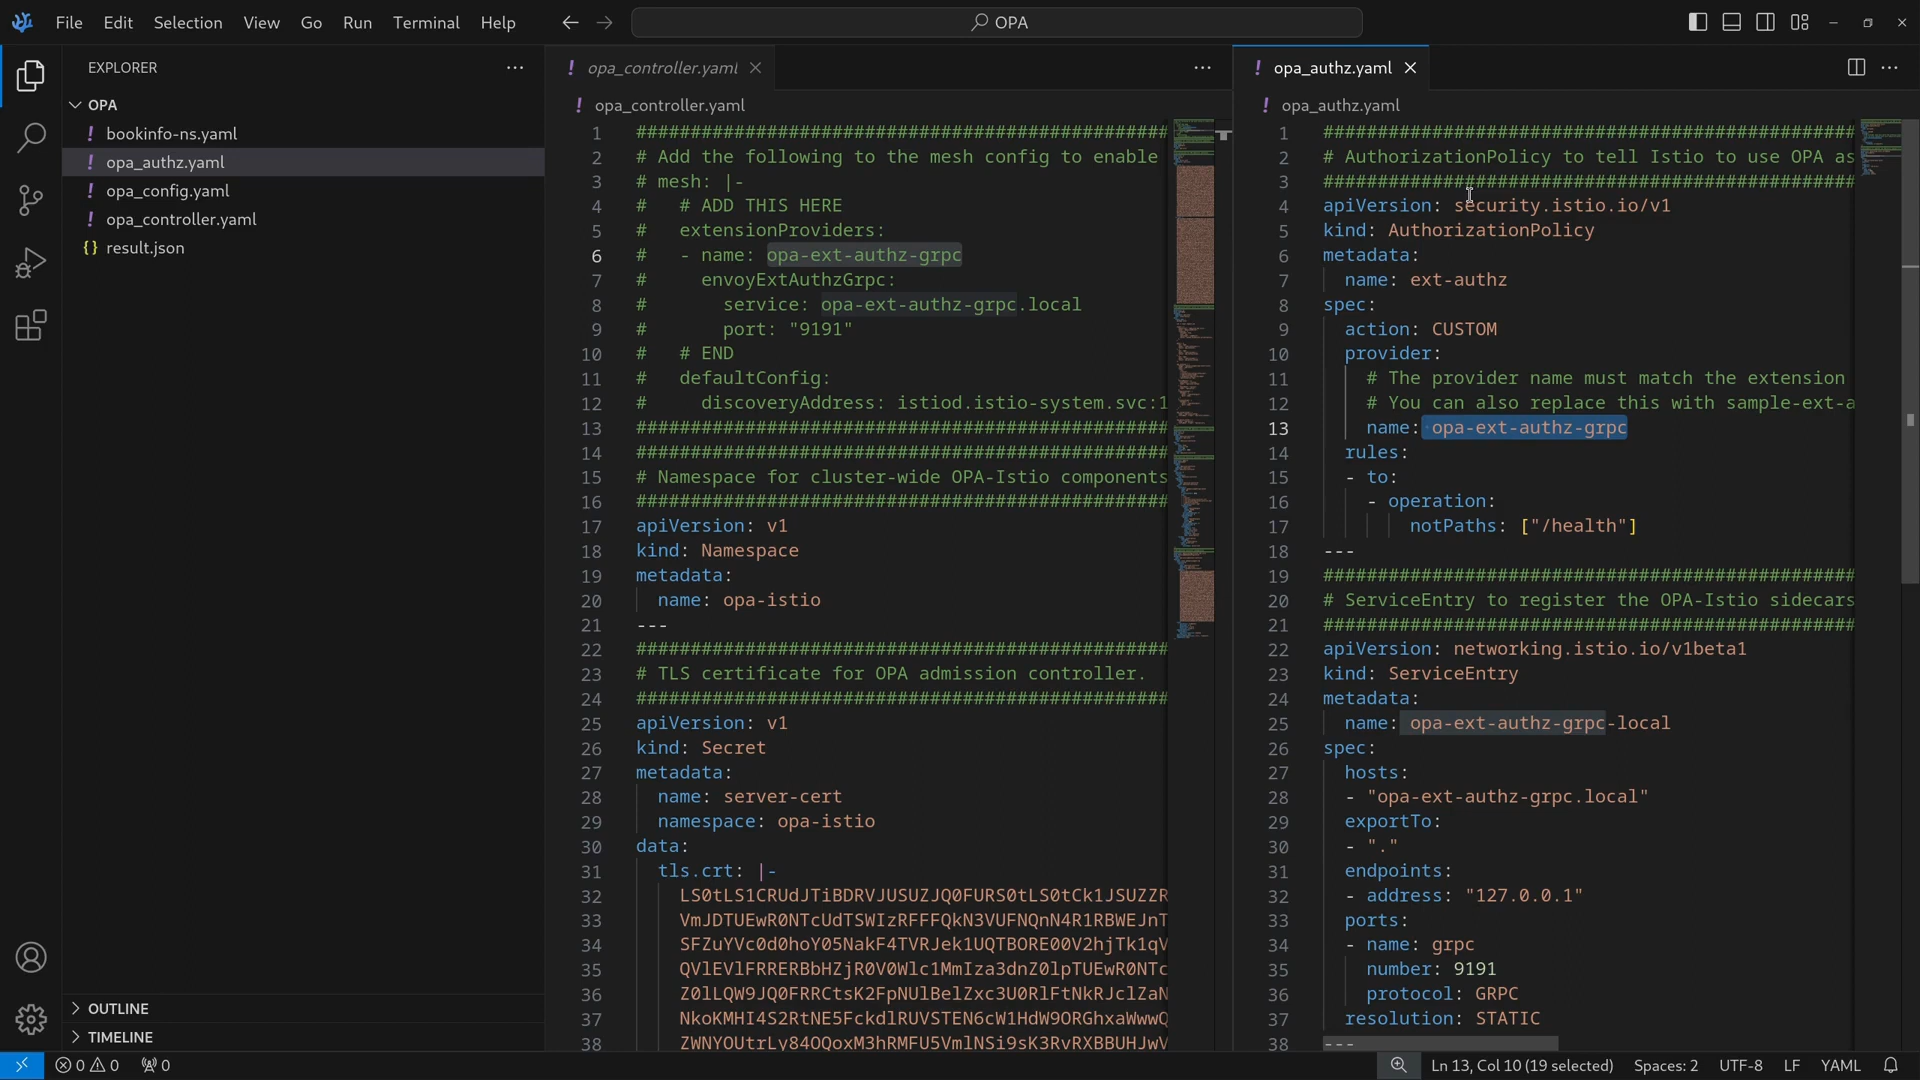 File Edit Selection View Go Run Terminal Help
OPA
EXPLORER
OPA
bookinfo-ns.yaml
opa_authz.yaml
opa_config.yaml
opa_controller.yaml
result.json
OUTLINE
TIMELINE
opa_controller.yaml
opa_controller.yaml
1 #################################################
2 # Add the following to the mesh config to enable
3 # mesh: |-
4 #   # ADD THIS HERE
5 #   extensionProviders:
6 #   - name: opa-ext-authz-grpc
7 #     envoyExtAuthzGrpc:
8 #       service: opa-ext-authz-grpc.local
9 #       port: "9191"
10 #   # END
11 #   defaultConfig:
12 #     discoveryAddress: istiod.istio-system.svc:1
13 #################################################
14 #################################################
15 # Namespace for cluster-wide OPA-Istio components
16 #################################################
17 apiVersion: v1
18 kind: Namespace
19 metadata:
20   name: opa-istio
21 ---
22 #################################################
23 # TLS certificate for OPA admission controller.
24 #################################################
25 apiVersion: v1
26 kind: Secret
27 metadata:
28   name: server-cert
29   namespace: opa-istio
30 data:
31   tls.crt: |-
32
33
34
35
36
37
38
opa_authz.yaml
opa_authz.yaml
1 #################################################
2 # AuthorizationPolicy to tell Istio to use OPA as
3 #################################################
4 apiVersion: security.istio.io/v1
5 kind: AuthorizationPolicy
6 metadata:
7   name: ext-authz
8 spec:
9   action: CUSTOM
10   provider:
11     # The provider name must match the extension
12     # You can also replace this with sample-ext-a
13     name: opa-ext-authz-grpc
14   rules:
15   - to:
16     - operation:
17         notPaths: ["/health"]
18 ---
19 #################################################
20 # ServiceEntry to register the OPA-Istio sidecars
21 #################################################
22 apiVersion: networking.istio.io/v1beta1
23 kind: ServiceEntry
24 metadata:
25   name: opa-ext-authz-grpc-local
26 spec:
27   hosts:
28   - "opa-ext-authz-grpc.local"
29   exportTo:
30   - "."
31   endpoints:
32   - address: "127.0.0.1"
33   ports:
34   - name: grpc
35     number: 9191
36     protocol: GRPC
37   resolution: STATIC
38 ---
0 0 0
Ln 13, Col 10 (19 selected) Spaces: 2 UTF-8 LF YAML